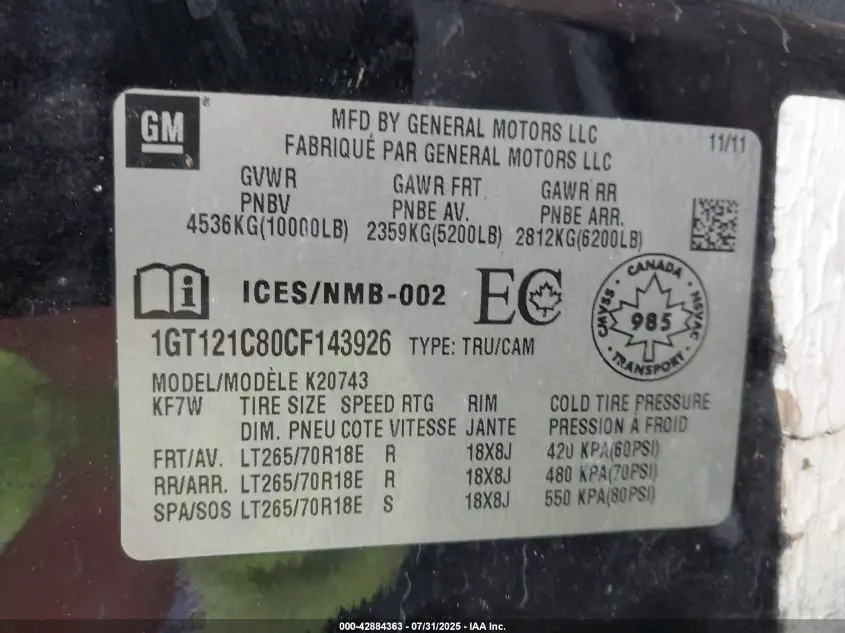 GM
MFD BY GENERAL MOTORS LLC
FABRIQUÉ PAR GENERAL MOTORS LLC
11/11
GVWR GAWR FRT GAWR RR
PNBV PNBE AV. PNBE ARR.
4536KG(10000LB) 2359KG(5200LB) 2812KG(6200LB)
i ICES/NMB-002 EC
CANADA
CMVSS
NSVAC
985
1GT121C80CF143926 TYPE: TRU/CAM
MODEL/MODÈLE K20743
KF7W TIRE SIZE SPEED RTG RIM COLD TIRE PRESSURE
DIM. PNEU COTE VITESSE JANTE PRESSION À FROID
FRT/AV. LT265/70R18E R 18X8J 420 KPA(60PSI)
RR/ARR. LT265/70R18E R 18X8J 480 KPA(70PSI)
SPA/SOS LT265/70R18E S 18X8J 550 KPA(80PSI)
000-42884363 - 07/31/2025 - IAA Inc.